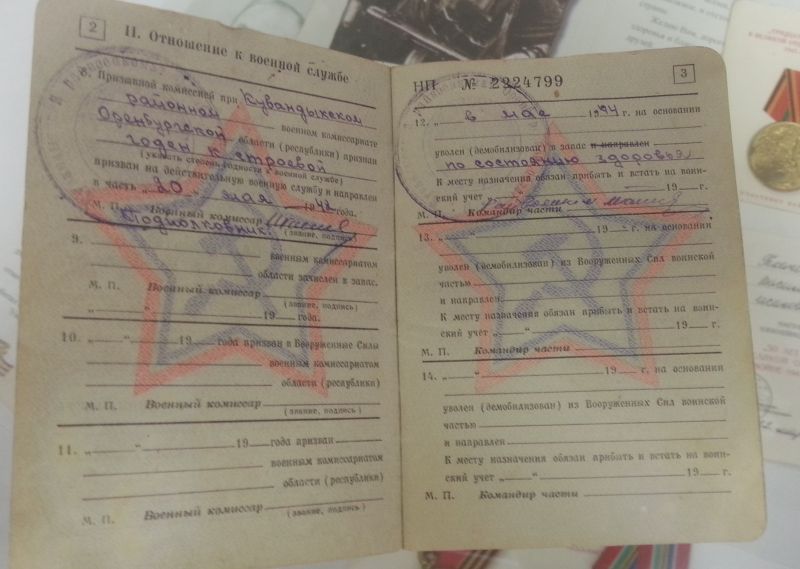 2
II. Отношение к военной службе
8. Призывной комиссией при Кувандыкском
районном военном комиссариате
Оренбургской области (республики) признан
годен к строевой
(указать степень годности к военной службе)
призван на действительную военную службу и направлен
в часть „20“ мая 1942 года.
М. П. Военный комиссар
Подполковник. (звание, подпись)
9.
военным комиссариатом
области зачислен в запас.
М. П. Военный комиссар
(звание, подпись)
„ “ 19 года.
10. „ “ 19 года призван в Вооруженные Силы
военным комиссариатом
области (республики)
М. П. Военный комиссар
(звание, подпись)
11. „ “ 19 года призван
военным комиссариатом
области (республики)
М. П. Военный комиссар
(звание, подпись)
3
НП № 2324799
12. „ в мае 1944 г. на основании
уволен (демобилизован) в запас и направлен
по состоянию здоровья
К месту назначения обязан прибыть и встать на воин-
ский учет „ “ 19 г.
М. П. Командир части
13. „ “ 19 г. на основании
уволен (демобилизован) из Вооруженных Сил воинской
частью
и направлен
К месту назначения обязан прибыть и встать на воин-
ский учет „ “ 19 г.
М. П. Командир части
14. „ “ 19 г. на основании
уволен (демобилизован) из Вооруженных Сил воинской
частью
и направлен
К месту назначения обязан прибыть и встать на воин-
ский учет „ “ 19 г.
М. П. Командир части